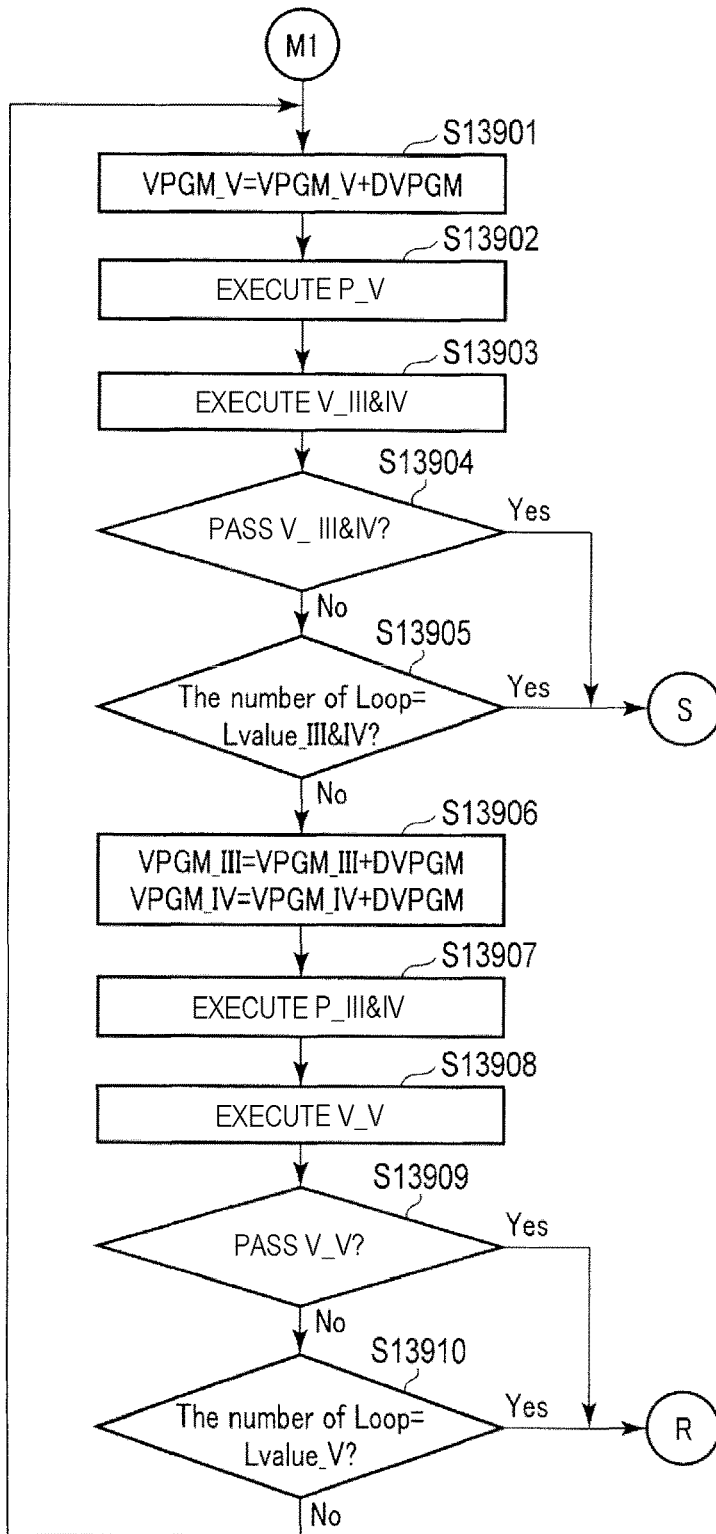 M1
S13901
VPGM_V=VPGM_V+DVPGM
S13902
EXECUTE P_V
S13903
EXECUTE V_III&IV
S13904
PASS V_ III&IV?
Yes
No
S13905
The number of Loop=
Lvalue_III&IV?
Yes
S
No
S13906
VPGM_III=VPGM_III+DVPGM
VPGM_IV=VPGM_IV+DVPGM
S13907
EXECUTE P_III&IV
S13908
EXECUTE V_V
S13909
PASS V_V?
Yes
No
S13910
The number of Loop=
Lvalue_V?
Yes
R
No